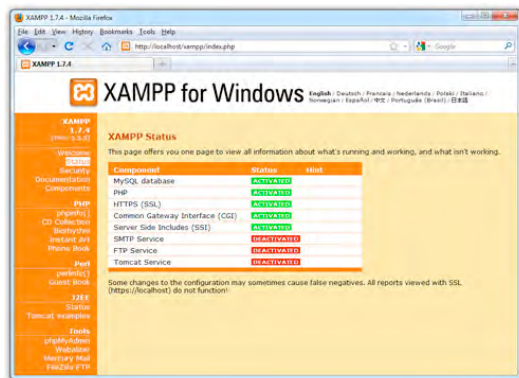 XAMPP 1.7.4 - Mozilla Firefox
File Edit View History Bookmarks Tools Help
http://localhost/xampp/index.php
Google
XAMPP 1.7.4
XAMPP for Windows
English / Deutsch / Francais / Nederlands / Polski / Italiano /
Norwegian / Español / 中文 / Português (Brasil) / 日本語
XAMPP
1.7.4
Welcome
Status
Security
Documentation
Components
PHP
phpinfo()
CD Collection
Biorhythm
Instant Art
Phone Book
Perl
perlinfo()
Guest Book
J2EE
Status
Tomcat examples
Tools
phpMyAdmin
Webalizer
Mercury Mail
FileZilla FTP
XAMPP Status
This page offers you one page to view all information about what's running and working, and what isn't working.
Component Status Hint
MySQL database ACTIVATED
PHP ACTIVATED
HTTPS (SSL) ACTIVATED
Common Gateway Interface (CGI) ACTIVATED
Server Side Includes (SSI) ACTIVATED
SMTP Service DEACTIVATED
FTP Service DEACTIVATED
Tomcat Service DEACTIVATED
Some changes to the configuration may sometimes cause false negatives. All reports viewed with SSL
(https://localhost) do not function!